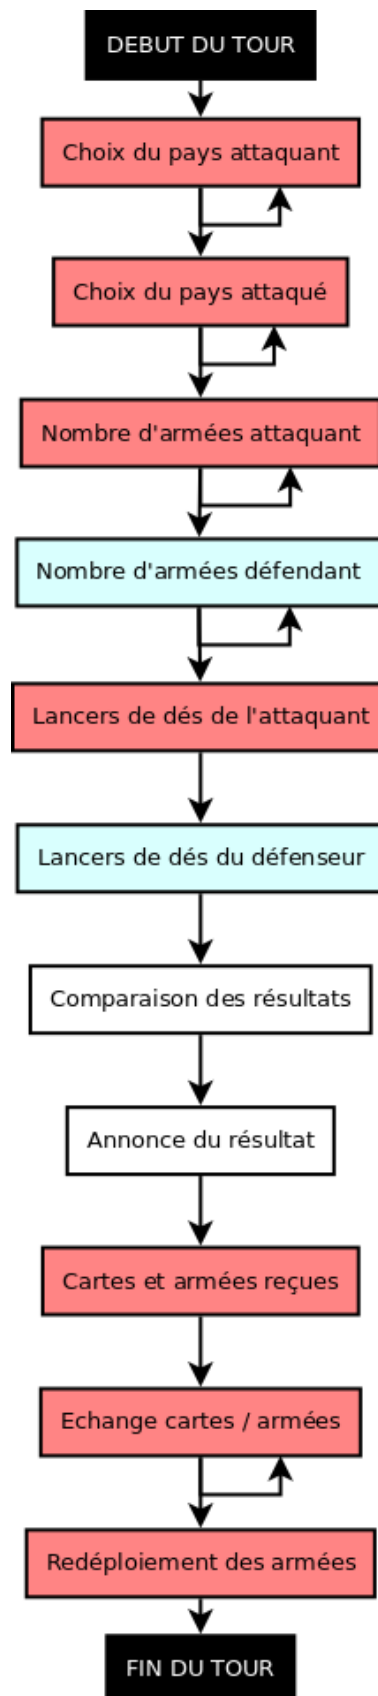 DEBUT DU TOUR
Choix du pays attaquant
Choix du pays attaqué
Nombre d'armées attaquant
Nombre d'armées défendant
Lancers de dés de l'attaquant
Lancers de dés du défenseur
Comparaison des résultats
Annonce du résultat
Cartes et armées reçues
Echange cartes / armées
Redéploiement des armées
FIN DU TOUR